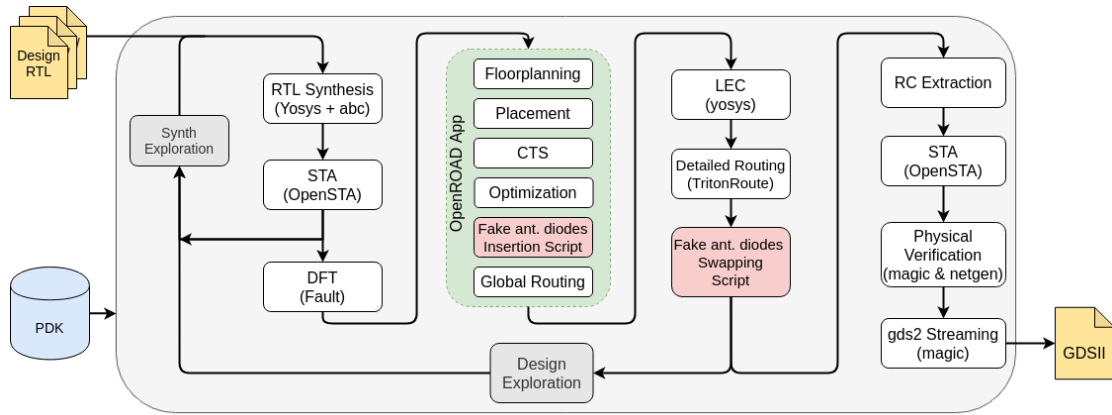 Design
RTL
Synth
Exploration
RTL Synthesis
(Yosys + abc)
STA
(OpenSTA)
DFT
(Fault)
PDK
OpenROAD App
Floorplanning
Placement
CTS
Optimization
Fake ant. diodes
Insertion Script
Global Routing
LEC
(yosys)
Detailed Routing
(TritonRoute)
Fake ant. diodes
Swapping
Script
Design
Exploration
RC Extraction
STA
(OpenSTA)
Physical
Verification
(magic & netgen)
gds2 Streaming
(magic)
GDSII